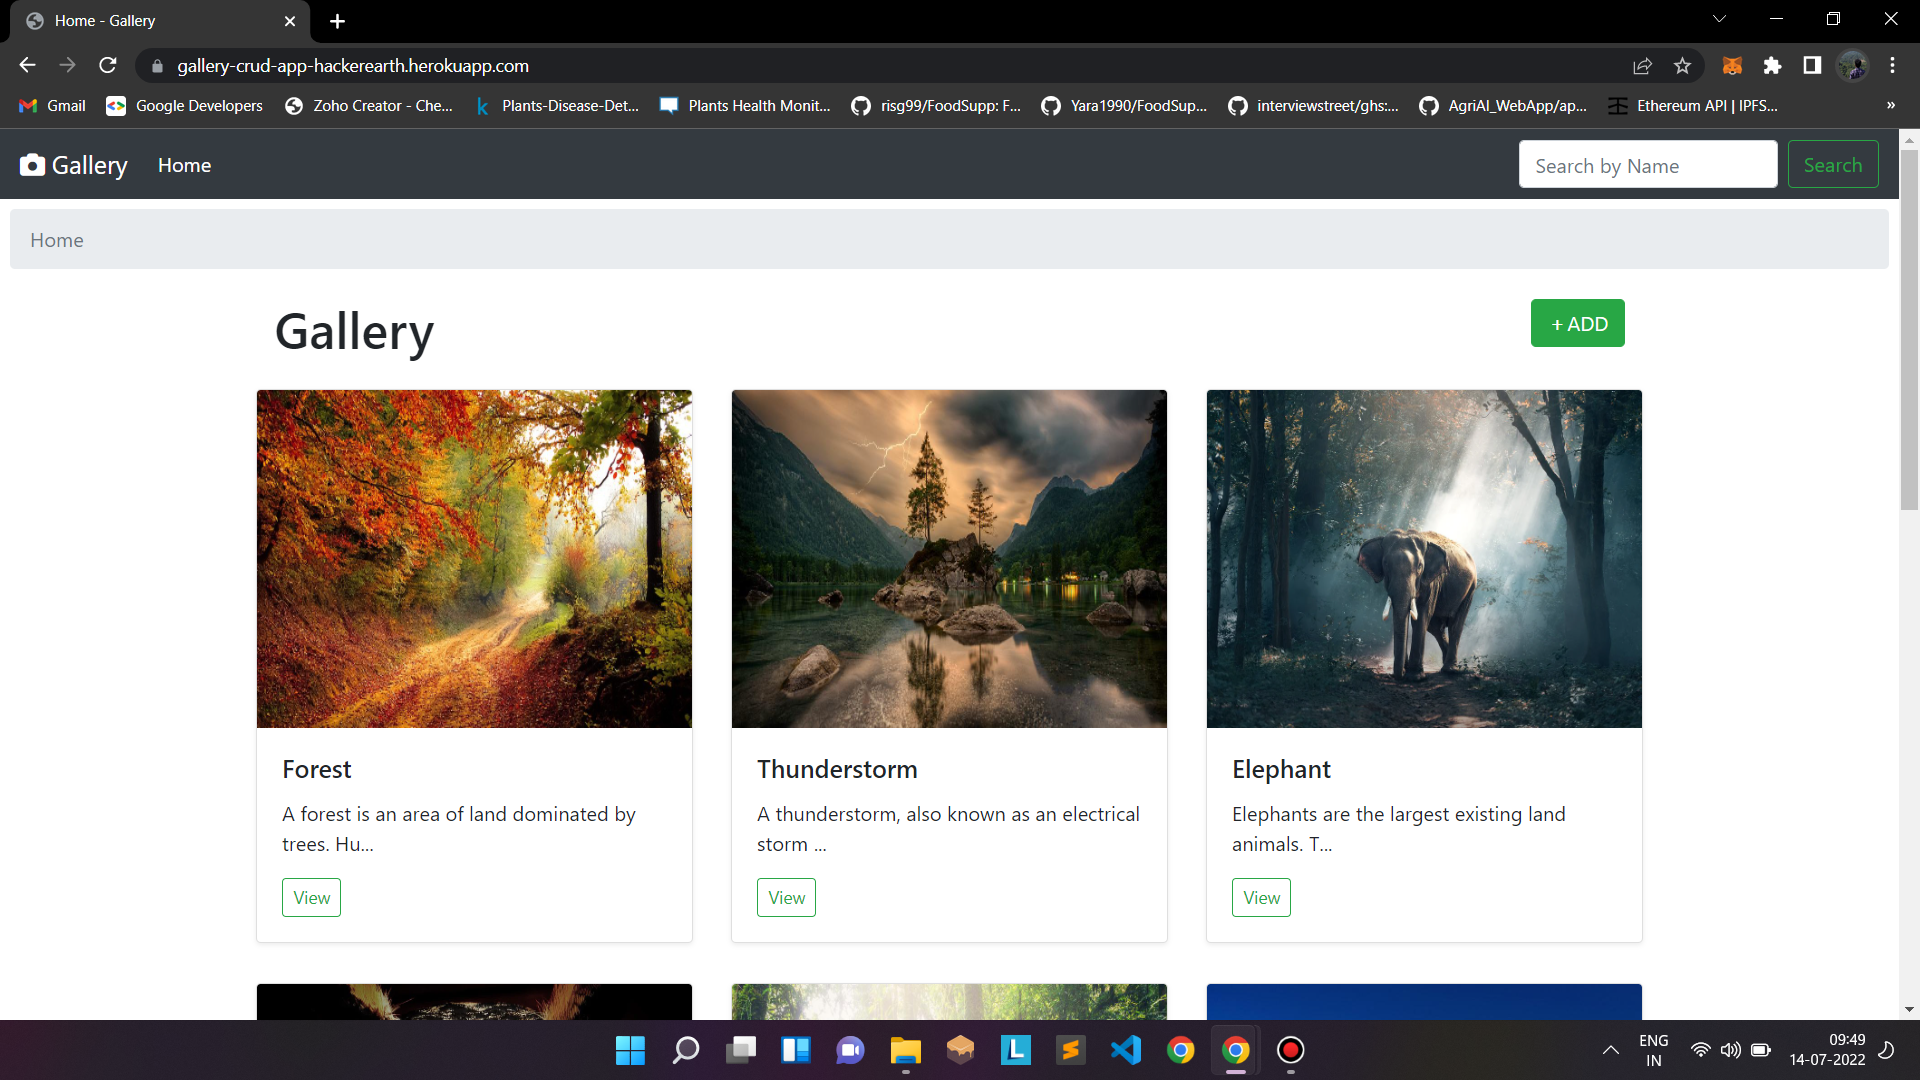 Home - Gallery
gallery-crud-app-hackerearth.herokuapp.com
Gmail
Google Developers
Zoho Creator - Che...
Plants-Disease-Det...
Plants Health Monit...
risg99/FoodSupp: F...
Yara1990/FoodSup...
interviewstreet/ghs:...
AgriAI_WebApp/ap...
Ethereum API | IPFS...
»
Gallery
Home
Search by Name
Search
Home
Gallery
+ ADD
Forest
A forest is an area of land dominated by
trees. Hu...
View
Thunderstorm
A thunderstorm, also known as an electrical
storm ...
View
Elephant
Elephants are the largest existing land
animals. T...
View
ENG
IN
09:49
14-07-2022